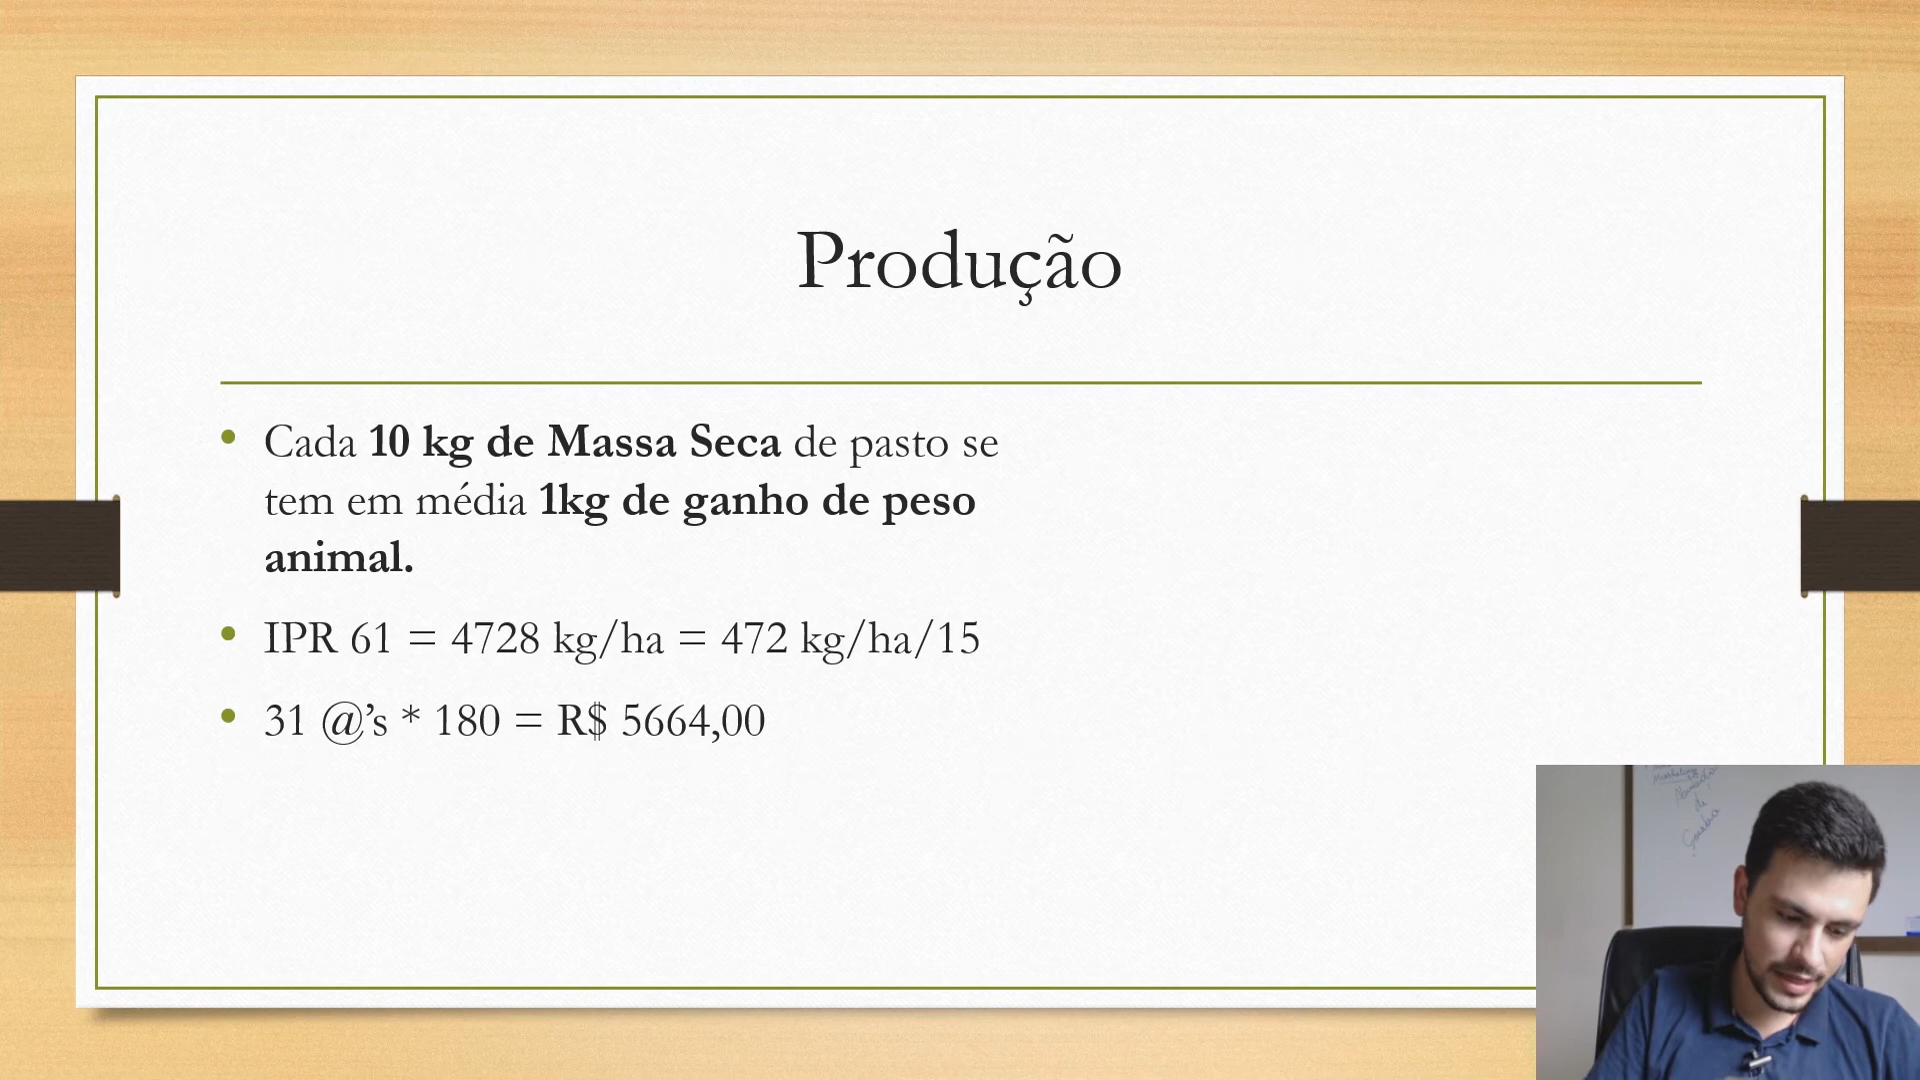 Produção
Cada 10 kg de Massa Seca de pasto se
tem em média 1kg de ganho de peso
animal.
IPR 61 = 4728 kg/ha = 472 kg/ha/15
31 @’s * 180 = R$ 5664,00
de